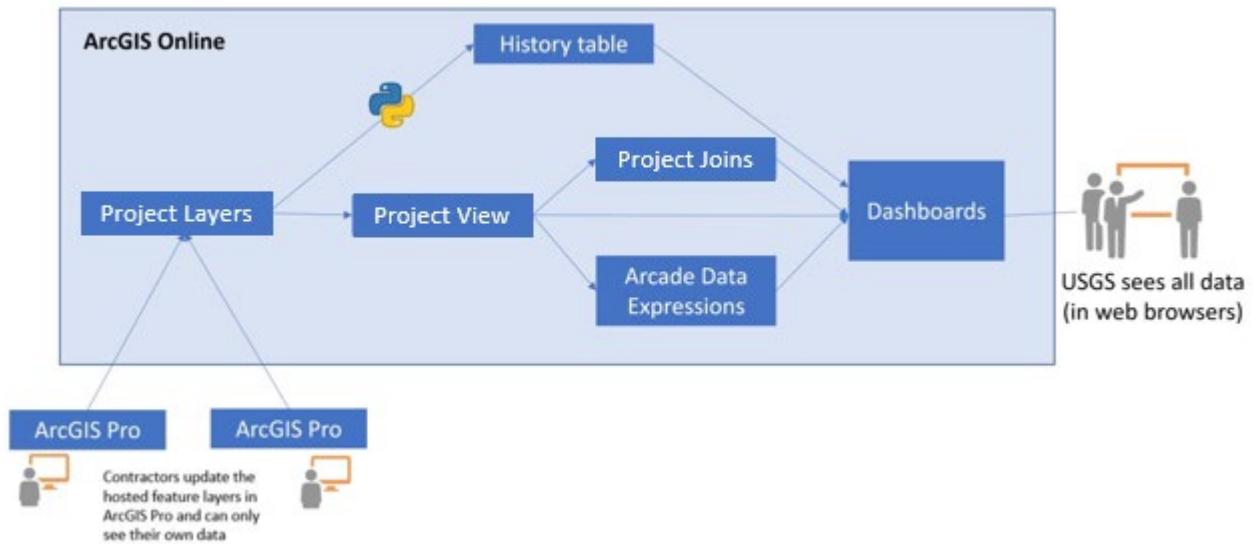 ArcGIS Online
History table
Project Joins
Project Layers
Project View
Dashboards
Arcade Data
Expressions
USGS sees all data
(in web browsers)
ArcGIS Pro
ArcGIS Pro
Contractors update the
hosted feature layers in
ArcGIS Pro and can only
see their own data